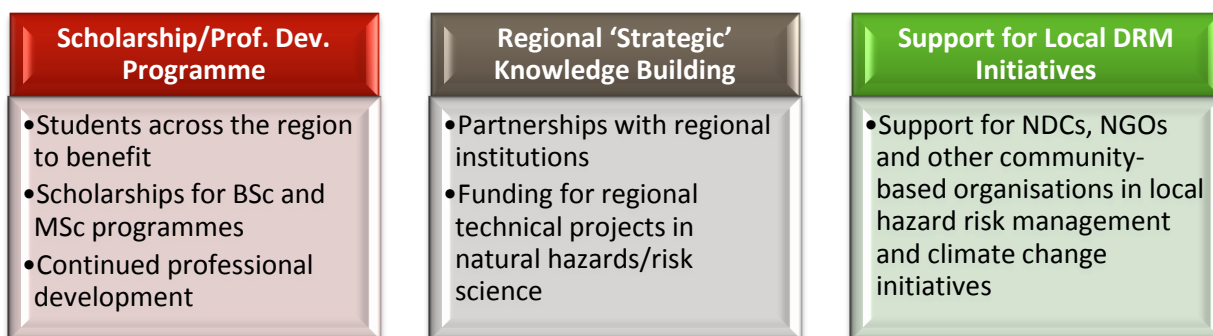 Scholarship/Prof. Dev.
Programme
•Students across the region
to benefit
•Scholarships for BSc and
MSc programmes
•Continued professional
development
Regional ‘Strategic’
Knowledge Building
•Partnerships with regional
institutions
•Funding for regional
technical projects in
natural hazards/risk
science
Support for Local DRM
Initiatives
•Support for NDCs, NGOs
and other community-
based organisations in local
hazard risk management
and climate change
initiatives